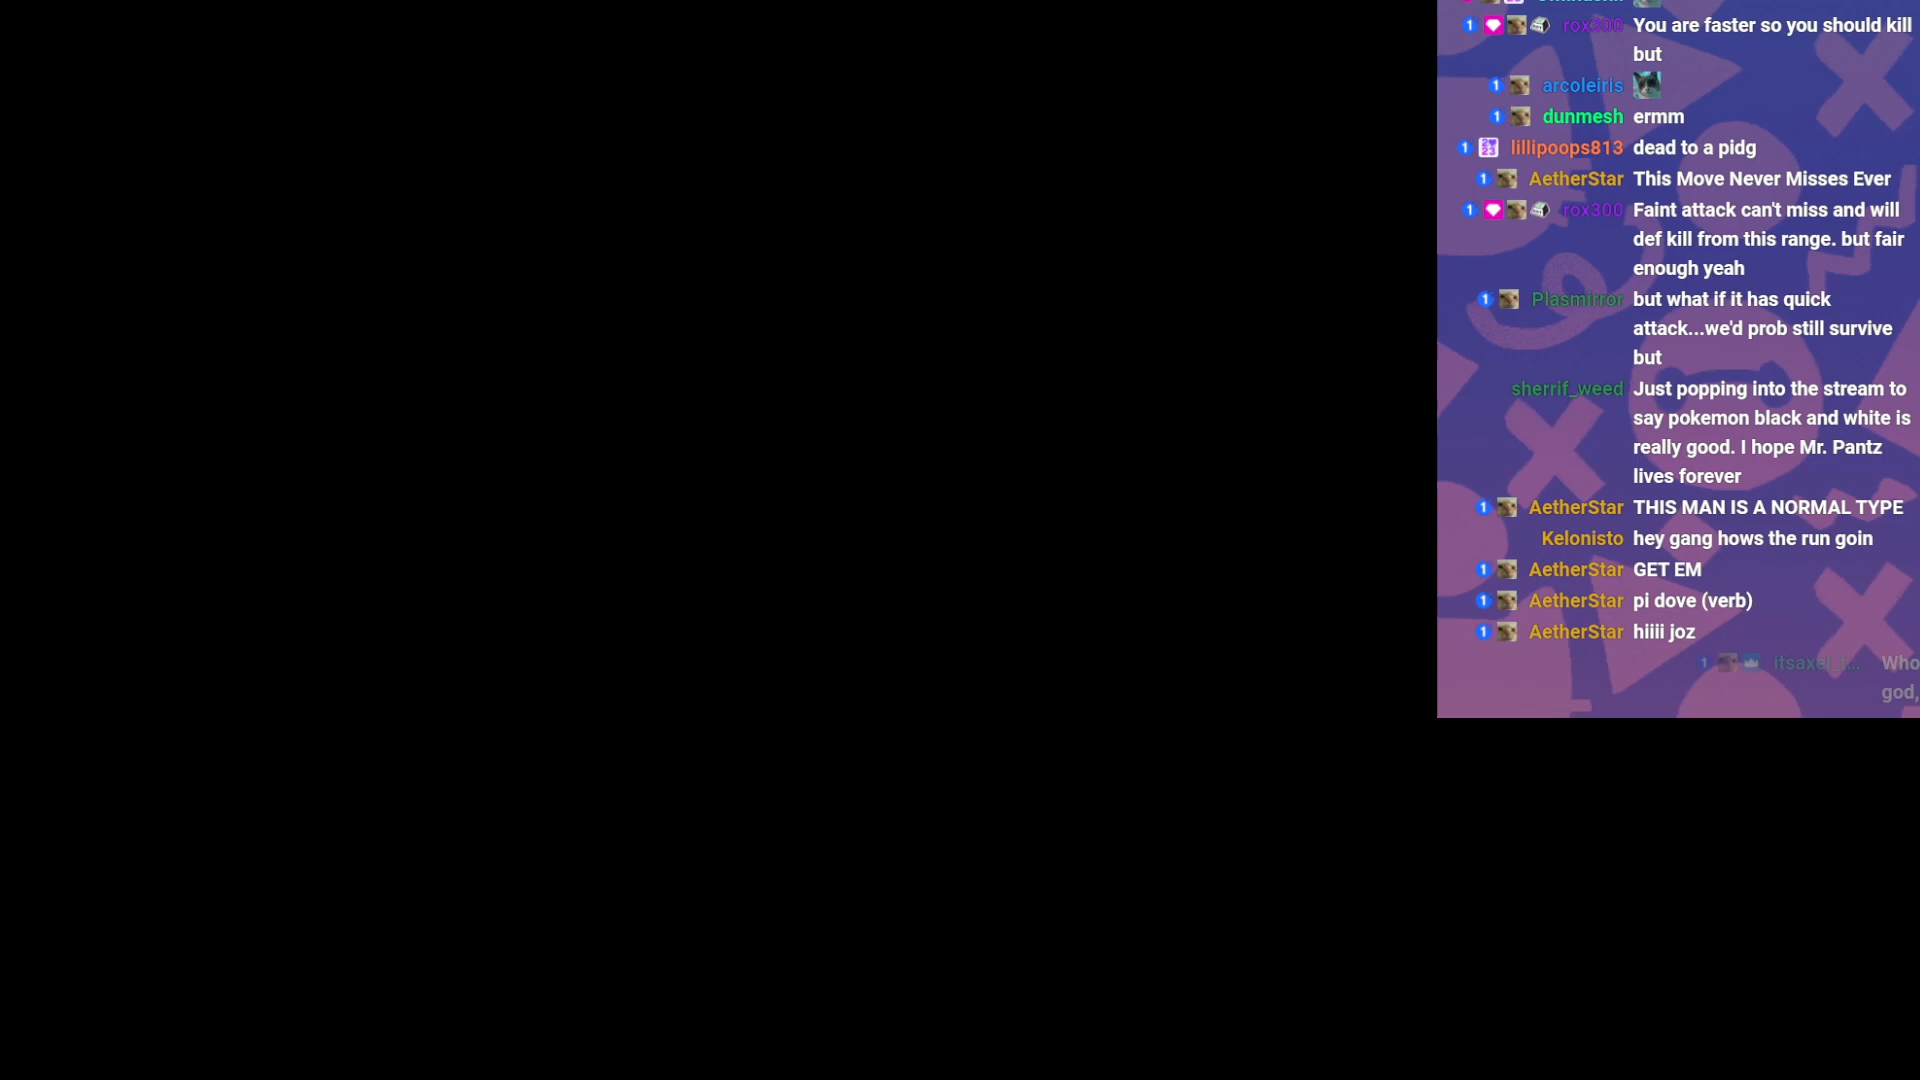 rox300 You are faster so you should kill
but
arcoleiris
dunmesh ermm
lillipoops813 dead to a pidg
AetherStar This Move Never Misses Ever
rox300 Faint attack can't miss and will
def kill from this range. but fair
enough yeah
Plasmirror but what if it has quick
attack...we'd prob still survive
but
sherrif_weed Just popping into the stream to
say pokemon black and white is
really good. I hope Mr. Pantz
lives forever
AetherStar THIS MAN IS A NORMAL TYPE
Kelonisto hey gang hows the run goin
AetherStar GET EM
AetherStar pi dove (verb)
AetherStar hiiii joz
Who
god,